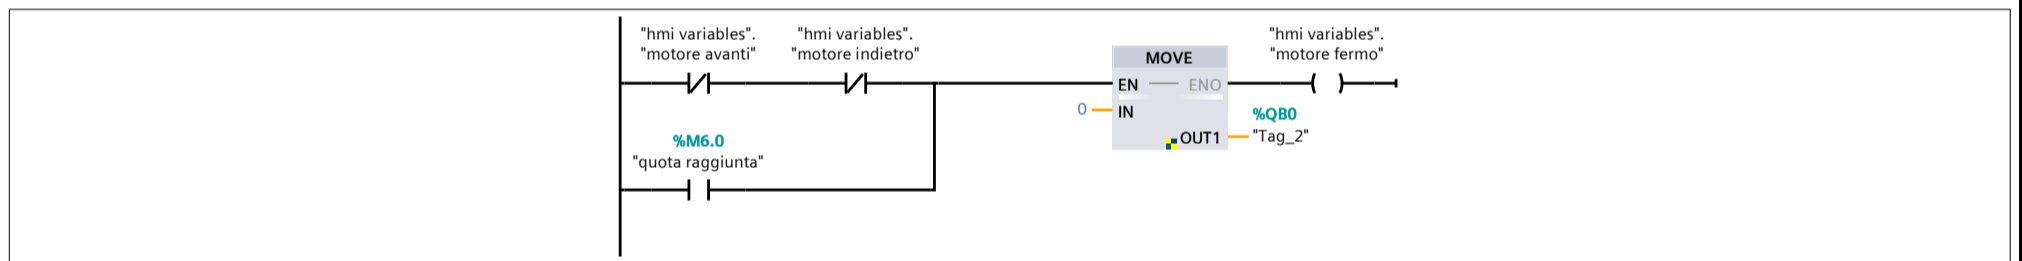 "hmi variables".
"motore avanti"
"hmi variables".
"motore indietro"
MOVE
EN
ENO
0
IN
OUT1
"hmi variables".
"motore fermo"
%QB0
"Tag_2"
%M6.0
"quota raggiunta"